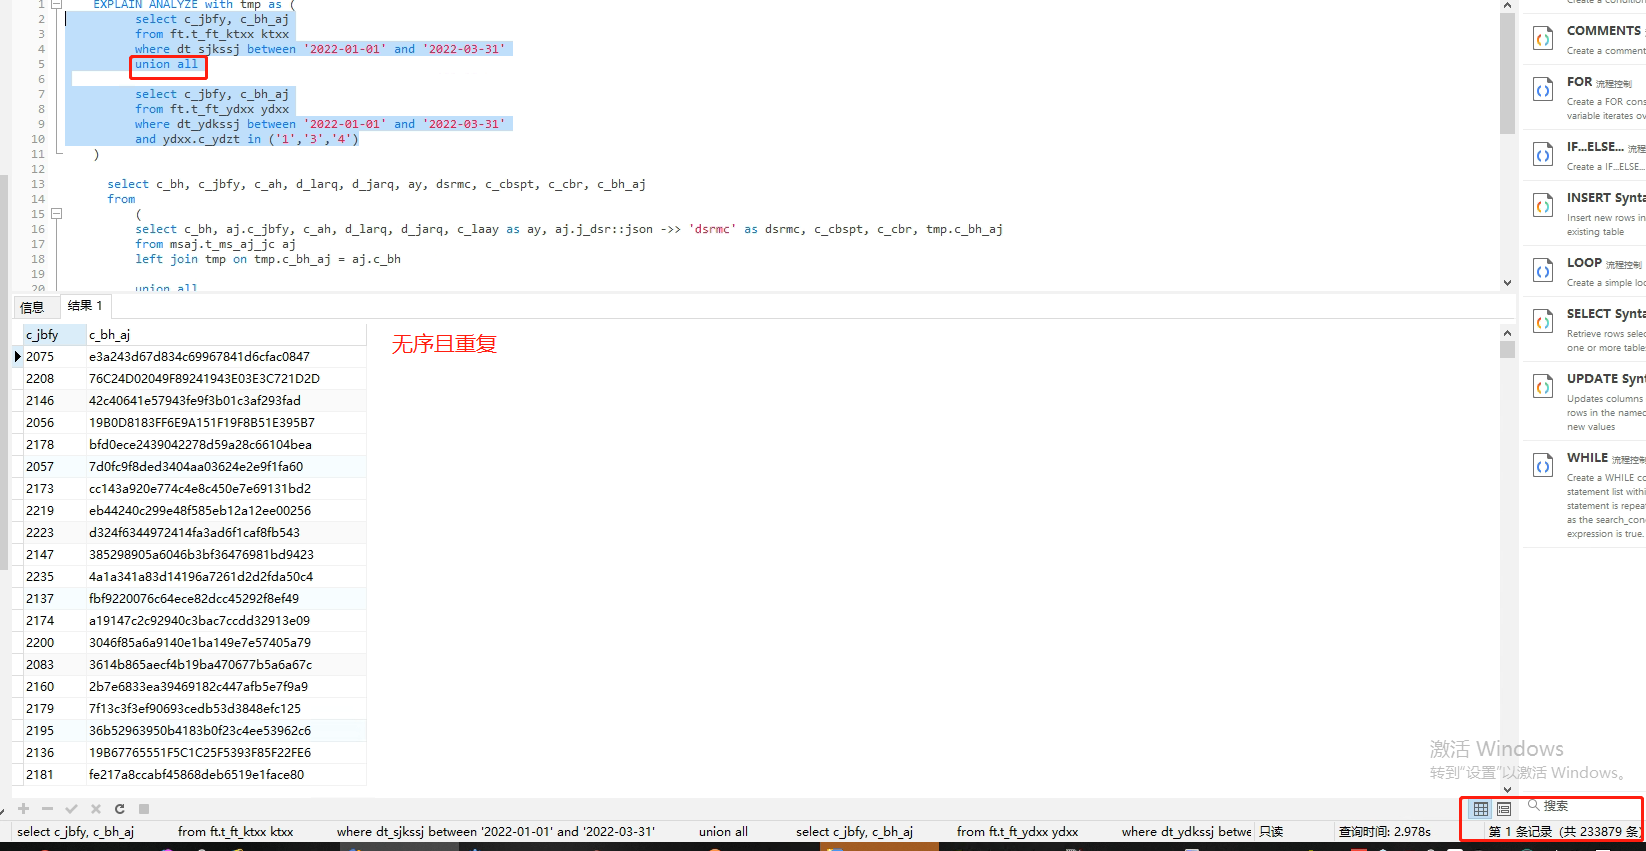 1 EXPLAIN ANALYZE with tmp as (
2 select c_jbfy, c_bh_aj
3 from ft.t_ft_ktxx ktxx
4 where dt_sjkssj between '2022-01-01' and '2022-03-31'
5 union all
6
7 select c_jbfy, c_bh_aj
8 from ft.t_ft_ydxx ydxx
9 where dt_ydkssj between '2022-01-01' and '2022-03-31'
10 and ydxx.c_ydzt in ('1','3','4')
11 )
12
13 select c_bh, c_jbfy, c_ah, d_larq, d_jarq, ay, dsrmc, c_cbspt, c_cbr, c_bh_aj
14 from
15 (
16 select c_bh, aj.c_jbfy, c_ah, d_larq, d_jarq, c_laay as ay, aj.j_dsr::json ->> 'dsrmc' as dsrmc, c_cbspt, c_cbr, tmp.c_bh_aj
17 from msaj.t_ms_aj_jc aj
18 left join tmp on tmp.c_bh_aj = aj.c_bh
19
20 union all
信息 结果 1
c_jbfy c_bh_aj
无序且重复
2075 e3a243d67d834c69967841d6cfac0847
2208 76C24D02049F89241943E03E3C721D2D
2146 42c40641e57943fe9f3b01c3af293fad
2056 19B0D8183FF6E9A151F19F8B51E395B7
2178 bfd0ece2439042278d59a28c66104bea
2057 7d0fc9f8ded3404aa03624e2e9f1fa60
2173 cc143a920e774c4e8c450e7e69131bd2
2219 eb44240c299e48f585eb12a12ee00256
2223 d324f6344972414fa3ad6f1caf8fb543
2147 385298905a6046b3bf36476981bd9423
2235 4a1a341a83d14196a7261d2d2fda50c4
2137 fbf9220076c64ece82dcc45292f8ef49
2174 a19147c2c92940c3bac7ccdd32913e09
2200 3046f85a6a9140e1ba149e7e57405a79
2083 3614b865aecf4b19ba470677b5a6a67c
2160 2b7e6833ea39469182c447afb5e7f9a9
2179 7f13c3f3ef90693cedb53d3848efc125
2195 36b52963950b4183b0f23c4ee53962c6
2136 19B67765551F5C1C25F5393F85F22FE6
2181 fe217a8ccabf45868deb6519e1face80
Create a condition
COMMENTS
Create a comment
FOR 流程控制
Create a FOR cons
variable iterates ov
IF...ELSE... 流程
Create a IF...ELSE...
INSERT Synta
Insert new rows in
existing table
LOOP 流程控制
Create a simple loo
SELECT Synta
Retrieve rows selec
one or more tables
UPDATE Synt
Updates columns
rows in the named
new values
WHILE 流程控制
Create a WHILE co
statement list withi
statement is repea
as the search_con
expression is true.
激活 Windows
转到"设置"以激活 Windows。
搜索
select c_jbfy, c_bh_aj from ft.t_ft_ktxx ktxx where dt_sjkssj between '2022-01-01' and '2022-03-31' union all select c_jbfy, c_bh_aj from ft.t_ft_ydxx ydxx where dt_ydkssj betwe 只读 查询时间: 2.978s 第 1 条记录 (共 233879 条)